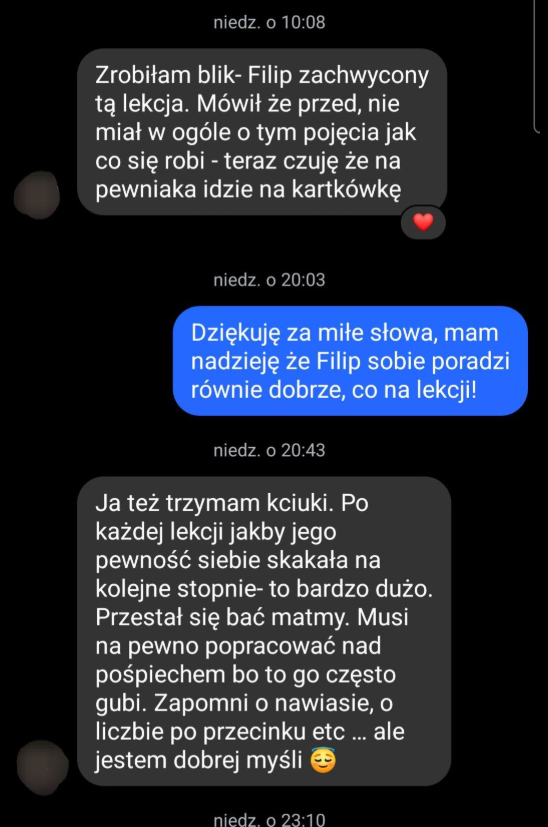 niedz. o 10:08
Zrobiłam blik- Filip zachwycony
tą lekcja. Mówił że przed, nie
miał w ogóle o tym pojęcia jak
co się robi - teraz czuję że na
pewniaka idzie na kartkówkę
niedz. o 20:03
Dziękuję za miłe słowa, mam
nadzieję że Filip sobie poradzi
równie dobrze, co na lekcji!
niedz. o 20:43
Ja też trzymam kciuki. Po
każdej lekcji jakby jego
pewność siebie skakała na
kolejne stopnie- to bardzo dużo.
Przestał się bać matmy. Musi
na pewno popracować nad
pośpiechem bo to go często
gubi. Zapomni o nawiasie, o
liczbie po przecinku etc … ale
jestem dobrej myśli 😇
niedz. o 23:10